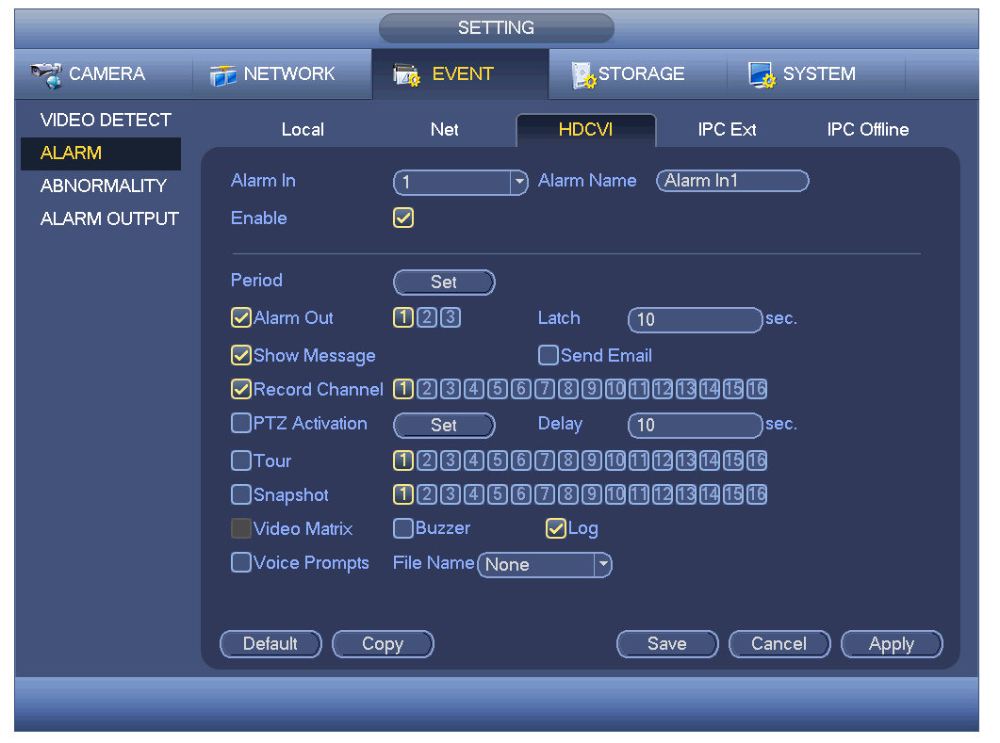 SETTING
CAMERA NETWORK EVENT STORAGE SYSTEM
VIDEO DETECT
ALARM
ABNORMALITY
ALARM OUTPUT
Local Net HDCVI IPC Ext IPC Offline
Alarm In 1 Alarm Name Alarm In1
Enable
Period Set
Alarm Out 1 2 3 Latch 10 sec.
Show Message Send Email
Record Channel 1 2 3 4 5 6 7 8 9 10 11 12 13 14 15 16
PTZ Activation Set Delay 10 sec.
Tour 1 2 3 4 5 6 7 8 9 10 11 12 13 14 15 16
Snapshot 1 2 3 4 5 6 7 8 9 10 11 12 13 14 15 16
Video Matrix Buzzer Log
Voice Prompts File Name None
Default Copy Save Cancel Apply